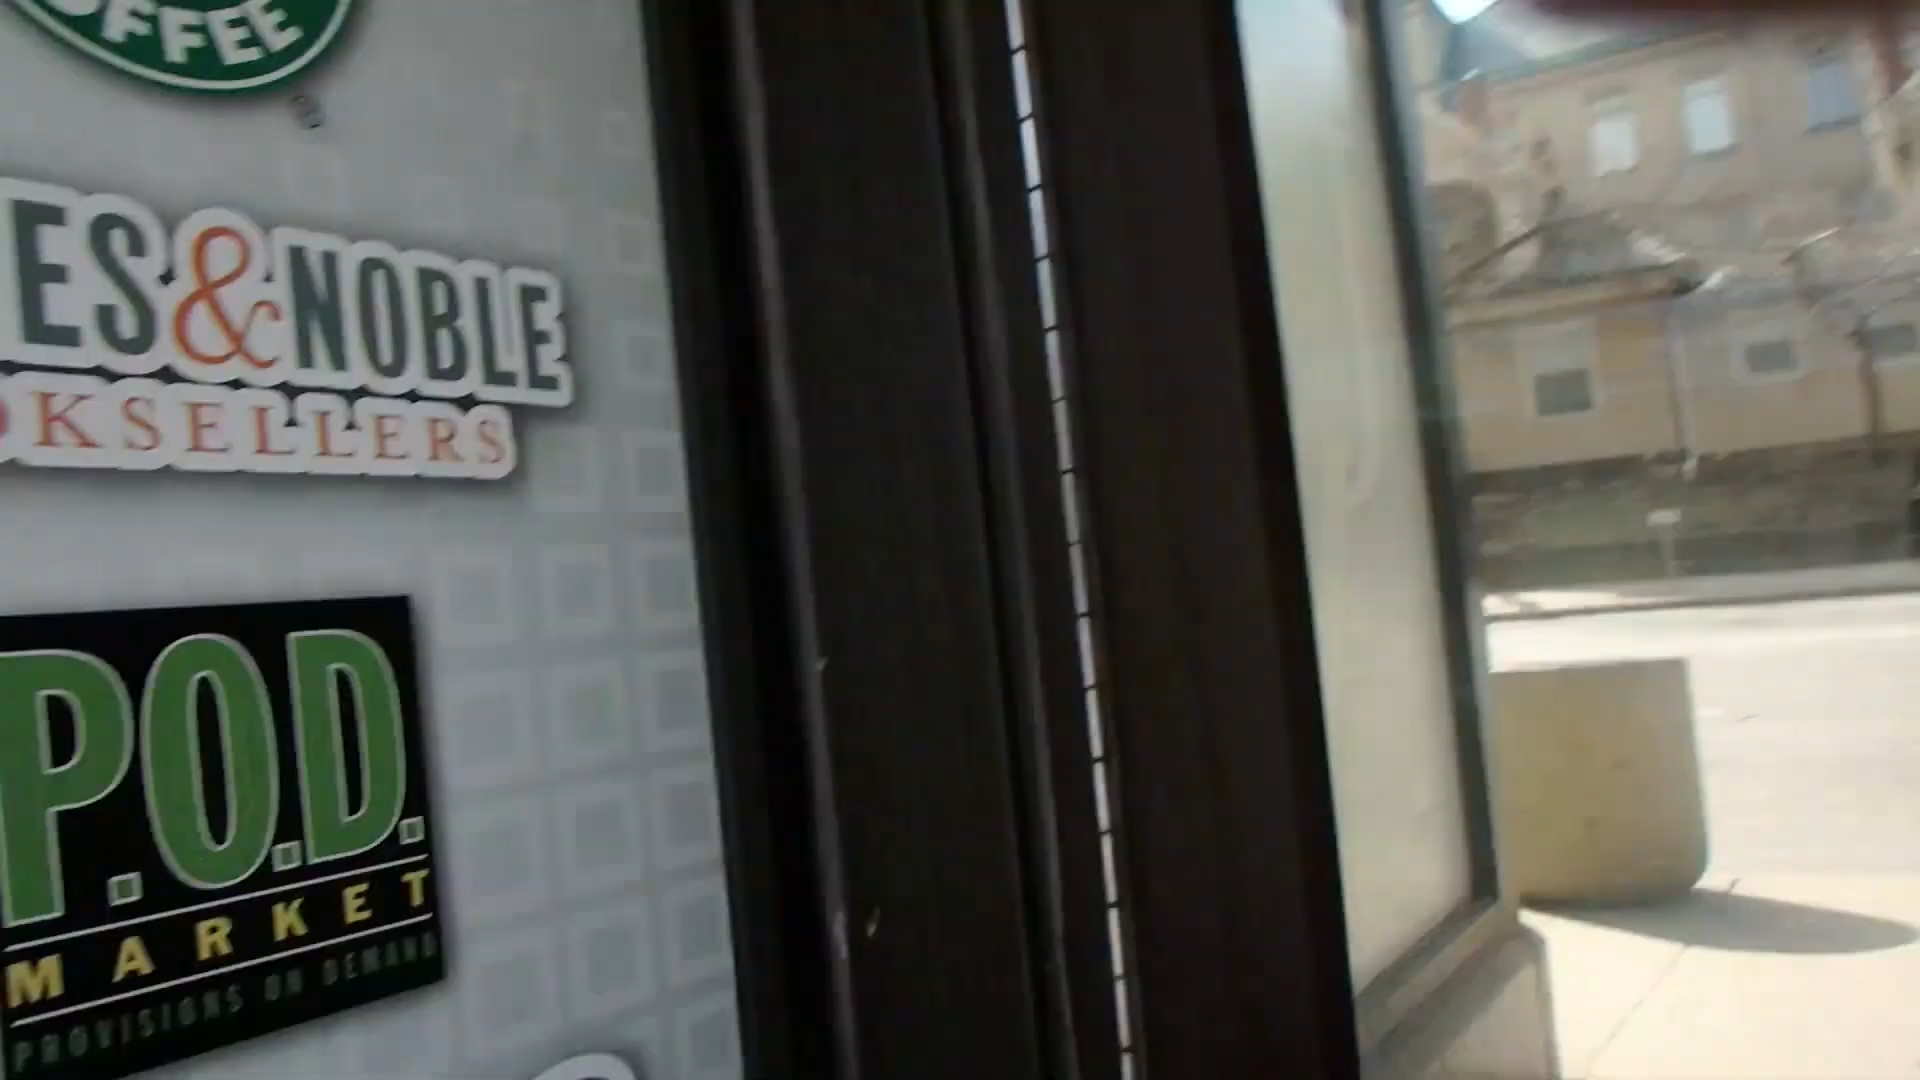 OFFEE
®
ES&NOBLE
OKSELLERS
P.O.D.
MARKET
PROVISIONS ON DEMAND